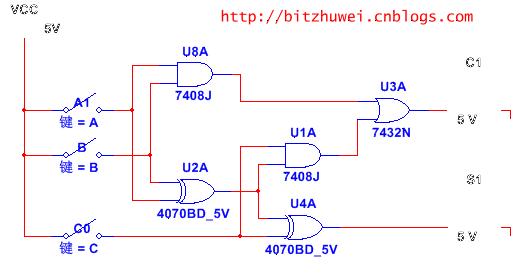 VCC
http://bitzhuwei.cnblogs.com
5V
U8A
C1
A1
7408J
U3A
键 = A
U1A
5 V
B
7432N
键 = B
U2A
7408J
S1
4070BD_5V
U4A
C0
5 V
键 = C
4070BD_5V